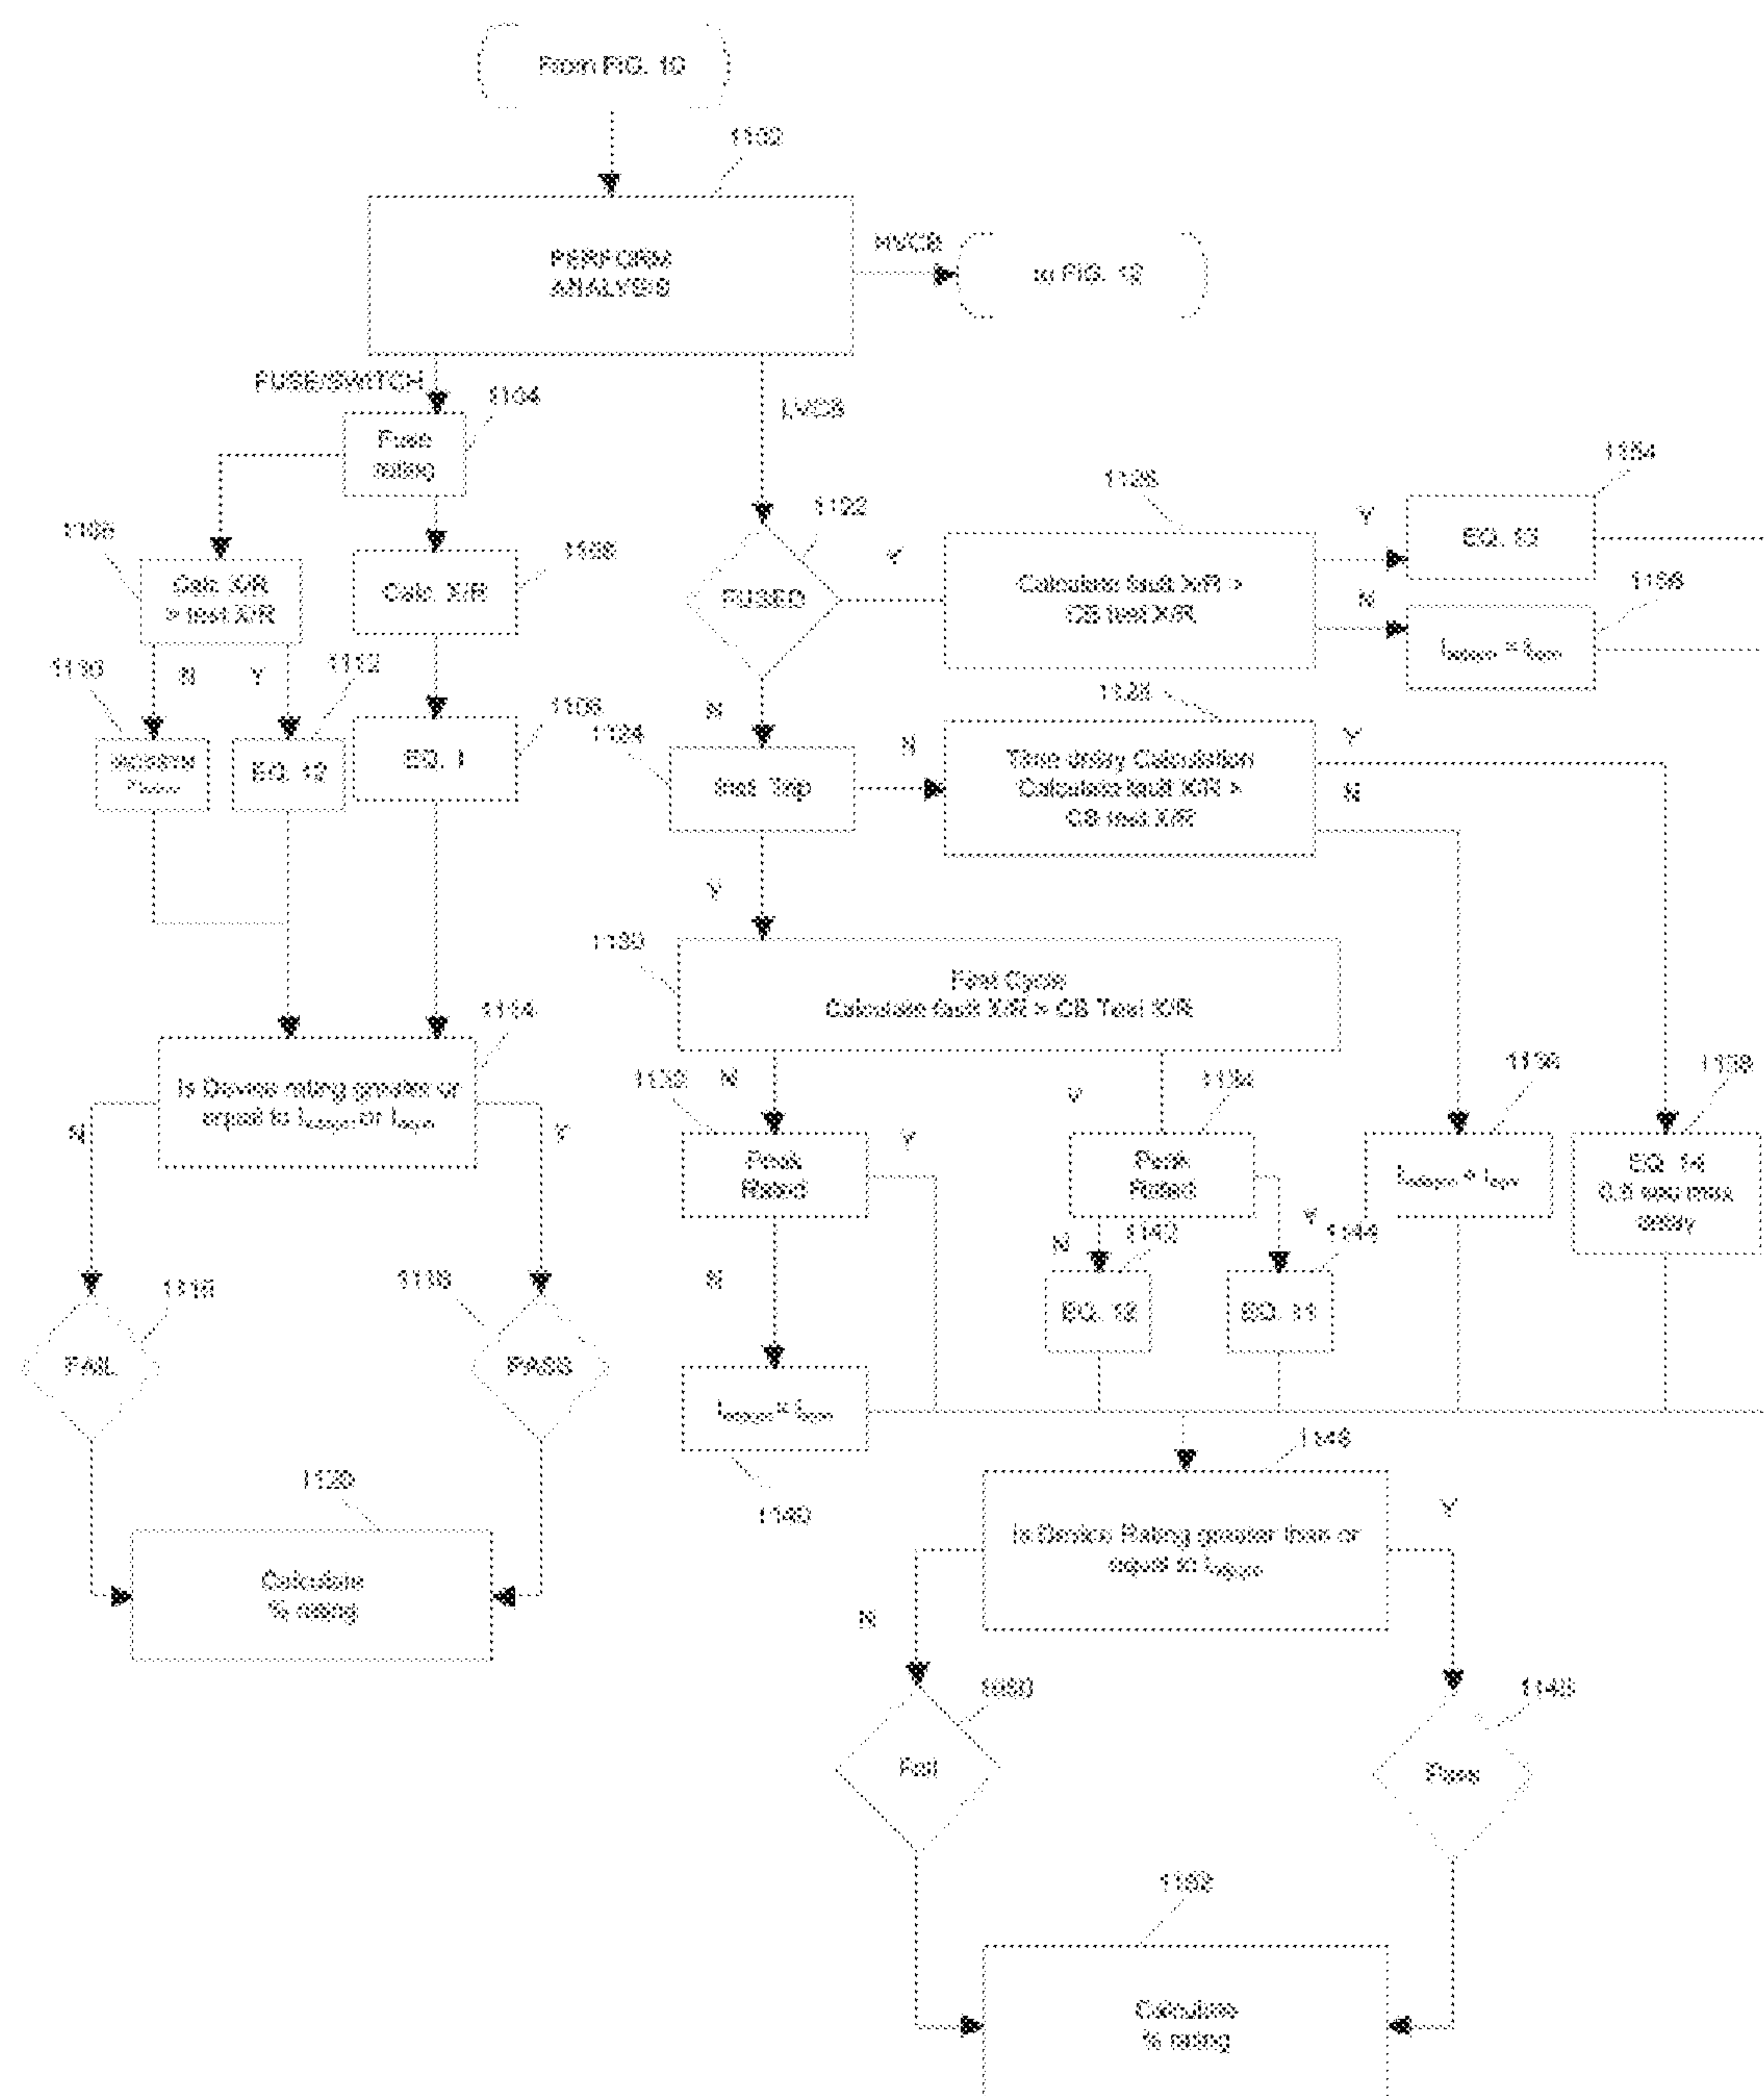 From FIG. 10
1102
PERFORM
ANALYSIS
HVCB
to FIG. 12
FUSE/SWITCH
1104
Fuse
rating
LVCB
1122
FUSED
Y
N
1126
Calculate fault X/R >
CB test X/R
Y
N
1154
EQ. 13
1156
Calc. X/R
> test X/R
Calc. X/R
1110
N
Y
1112
EQ. 12
EQ. 1
1124
Inst. Trip
N
Y
Time delay Calculation
Calculate fault X/R >
CB test X/R
Y
N
1130
First Cycle
Calculate fault X/R > CB Test X/R
1114
Is Device rating greater or
equal to or
N
Y
1132
N
Peak
Rated
Y
N
1134
Y
Peak
Rated
N
Y
1142
EQ. 12
1144
EQ. 11
1136
1138
EQ. 14
0.5 sec max
delay
1116
FAIL
1118
PASS
1140
1120
Calculate
% rating
1146
Is Device Rating greater than or
equal to
N
Y
Fail
1148
Pass
1152
Calculate
% rating